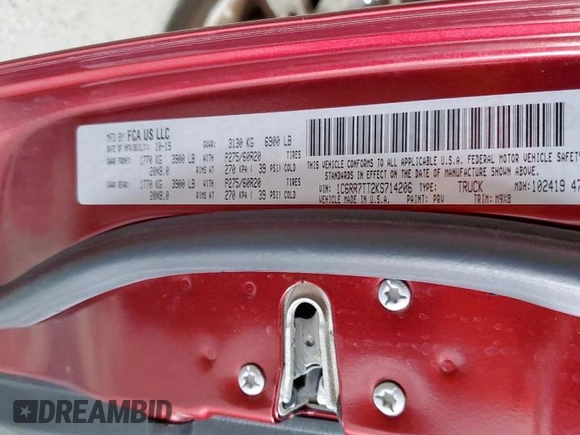 MFD BY FCA US LLC
DATE OF MFR(BUILT): 10-19
GVWR: 3130 KG 6900 LB
GAWR FRONT: 1770 KG 3900 LB WITH P275/60R20 TIRES
20X8.0 RIMS AT 270 KPA ( 39 PSI) COLD
GAWR REAR: 1770 KG 3900 LB WITH P275/60R20 TIRES
20X8.0 RIMS AT 270 KPA ( 39 PSI) COLD
THIS VEHICLE CONFORMS TO ALL APPLICABLE U.S.A. FEDERAL MOTOR VEHICLE SAFETY
STANDARDS IN EFFECT ON THE DATE OF MANUFACTURE SHOWN ABOVE.
VIN: 1C6RR7TT2KS714206 TYPE: TRUCK MDH: 102419 47
VEHICLE MADE IN U.S.A. PAINT: PRV TRIM: M9X8
DREAMBID